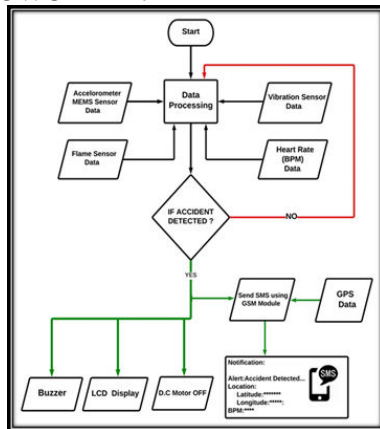 Start
Accelorometer
MEMS Sensor
Data
Data
Processing
Vibration Sensor
Data
Flame Sensor
Data
Heart Rate
(BPM)
Data
IF ACCIDENT
DETECTED ?
NO
YES
Send SMS using
GSM Module
GPS
Data
Buzzer
LCD Display
D.C Motor OFF
Notification:
Alert:Accident Detected...
Location:
Latitude:*******
Longitude:*****:
BPM:****
SMS